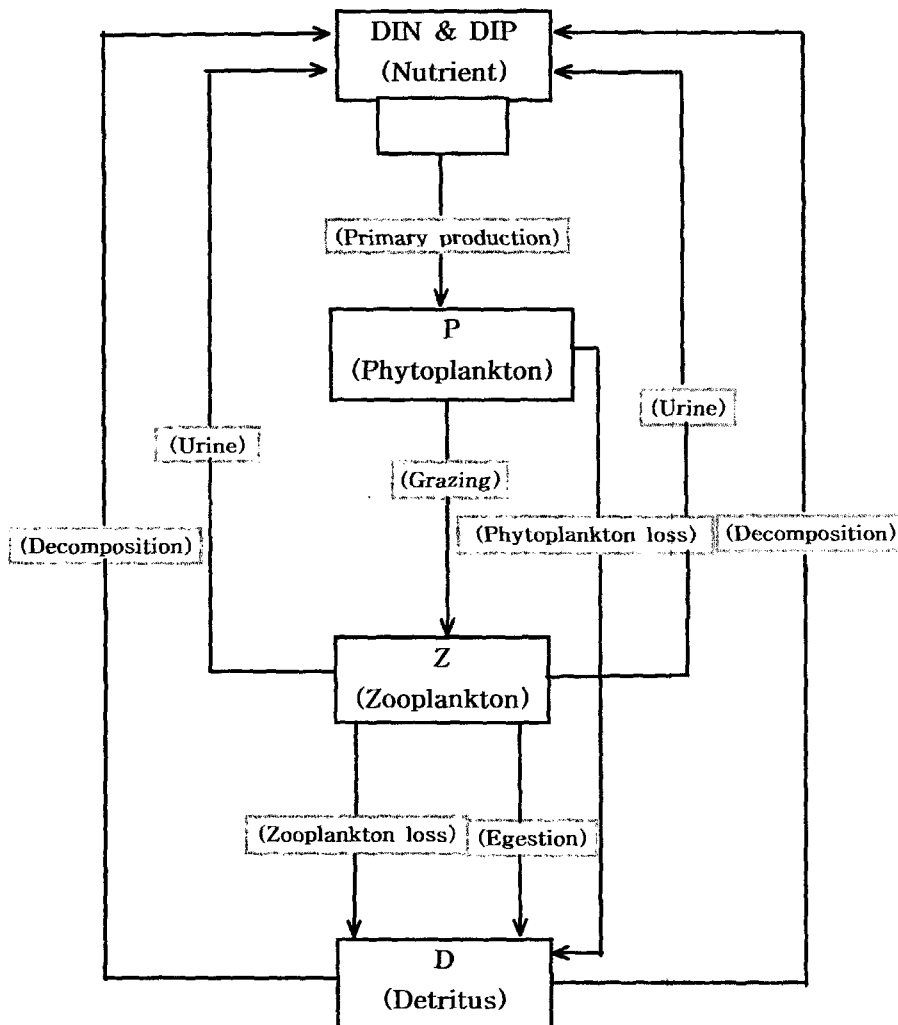 DIN & DIP
(Nutrient)
(Primary production)
P
(Phytoplankton)
(Urine)
(Urine)
(Grazing)
(Phytoplankton loss)
(Decomposition)
(Decomposition)
Z
(Zooplankton)
(Zooplankton loss)
(Egestion)
D
(Detritus)